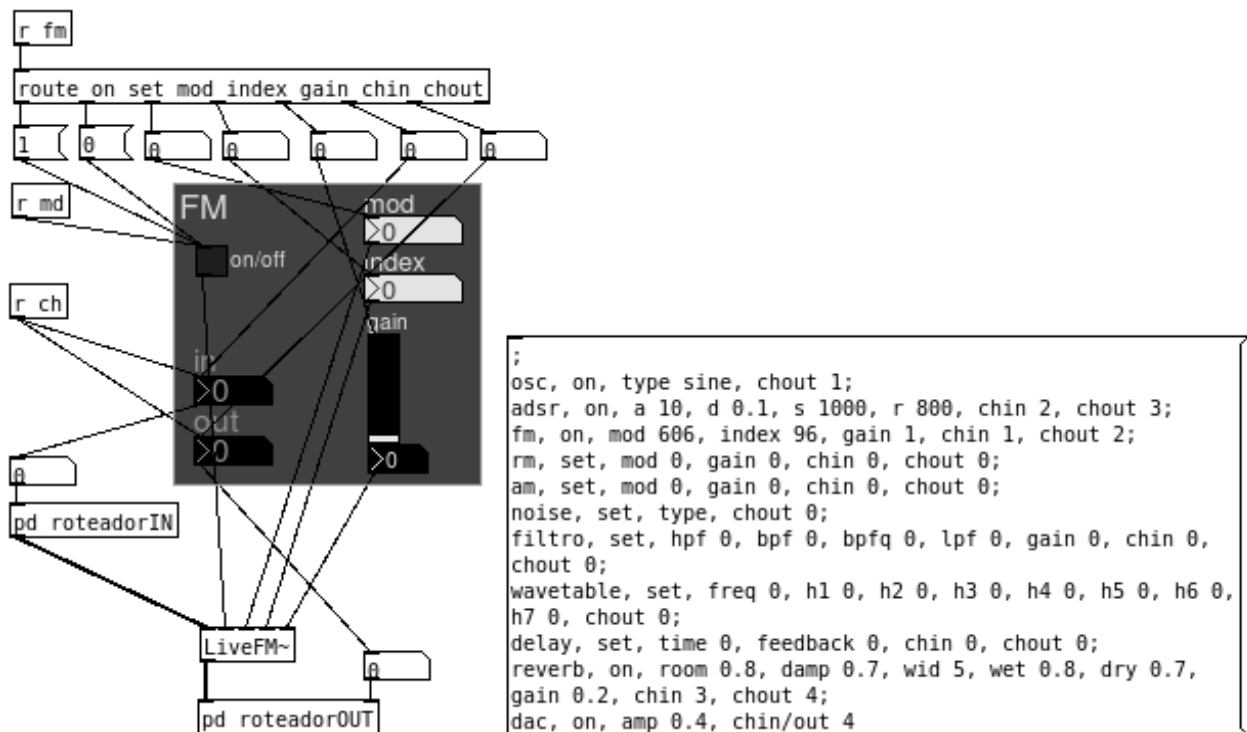 r fm
route on set mod index gain chin chout
1
0
0
0
0
0
0
r md
FM
mod
>0
on/off
index
>0
r ch
gain
in
>0
out
>0
>0
0
pd roteadorIN
LiveFM~
0
pd roteadorOUT
;
osc, on, type sine, chout 1;
adsr, on, a 10, d 0.1, s 1000, r 800, chin 2, chout 3;
fm, on, mod 606, index 96, gain 1, chin 1, chout 2;
rm, set, mod 0, gain 0, chin 0, chout 0;
am, set, mod 0, gain 0, chin 0, chout 0;
noise, set, type, chout 0;
filtro, set, hpf 0, bpf 0, bpfq 0, lpf 0, gain 0, chin 0,
chout 0;
wavetable, set, freq 0, h1 0, h2 0, h3 0, h4 0, h5 0, h6 0,
h7 0, chout 0;
delay, set, time 0, feedback 0, chin 0, chout 0;
reverb, on, room 0.8, damp 0.7, wid 5, wet 0.8, dry 0.7,
gain 0.2, chin 3, chout 4;
dac, on, amp 0.4, chin/out 4